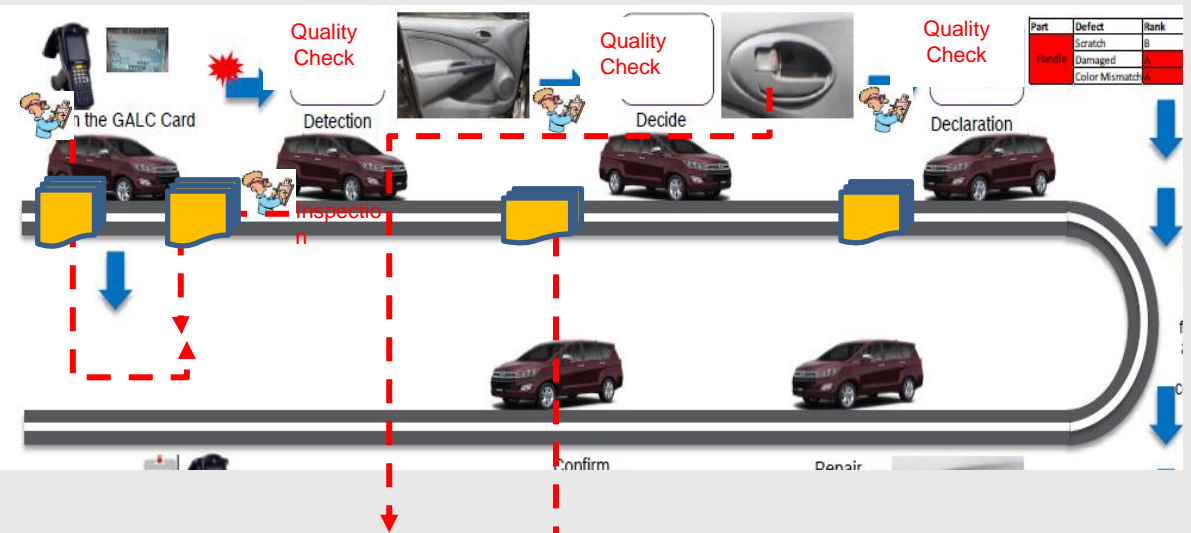 Quality
Check
Quality
Check
Quality
Check
Part Defect Rank
Scratch B
Handle Damaged A
Color Mismatch A
the GALC Card
Detection
Decide
Declaration
Inspectio
n
Confirm
Repair